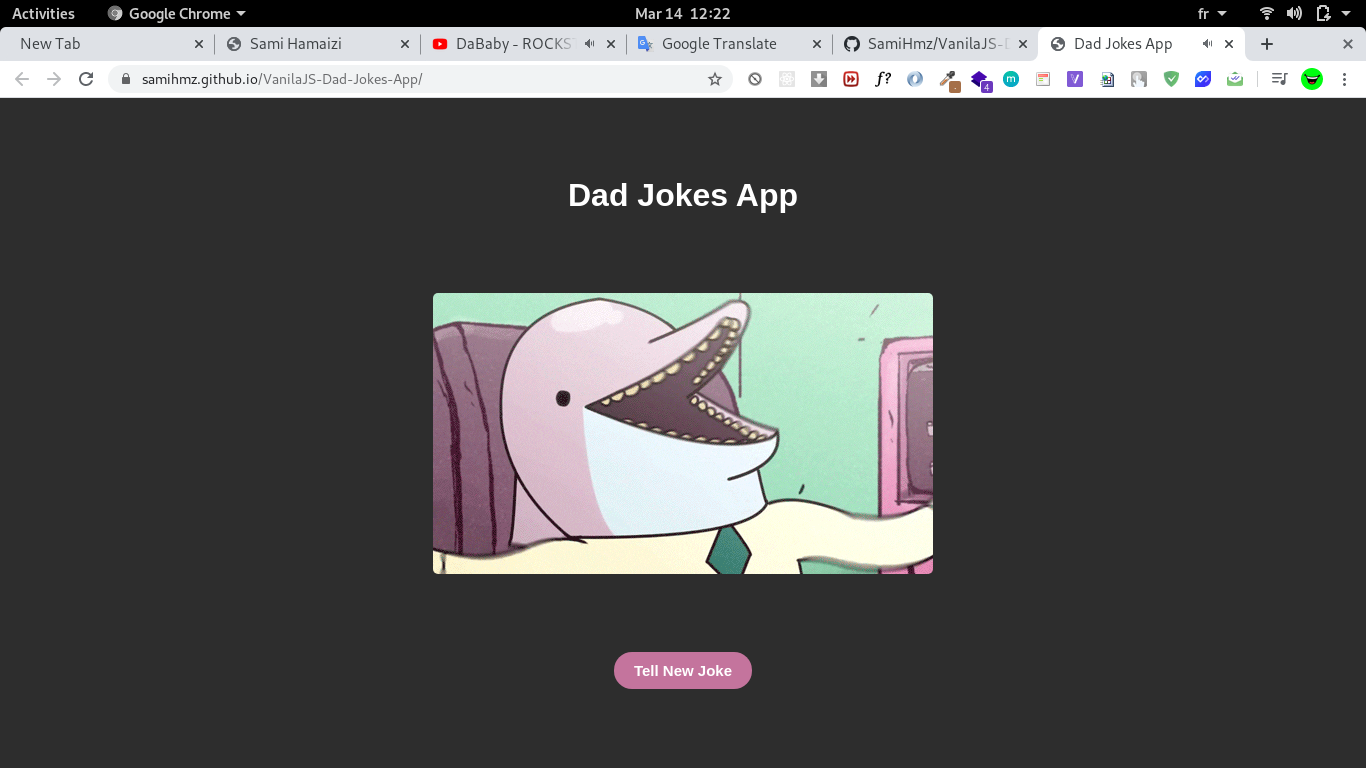 Activities Google Chrome Mar 14 12:22 fr
New Tab Sami Hamaizi DaBaby - ROCKST Google Translate SamiHmz/VanilaJS-D Dad Jokes App
samihmz.github.io/VanilaJS-Dad-Jokes-App/ f? 4 m V
Dad Jokes App
Tell New Joke